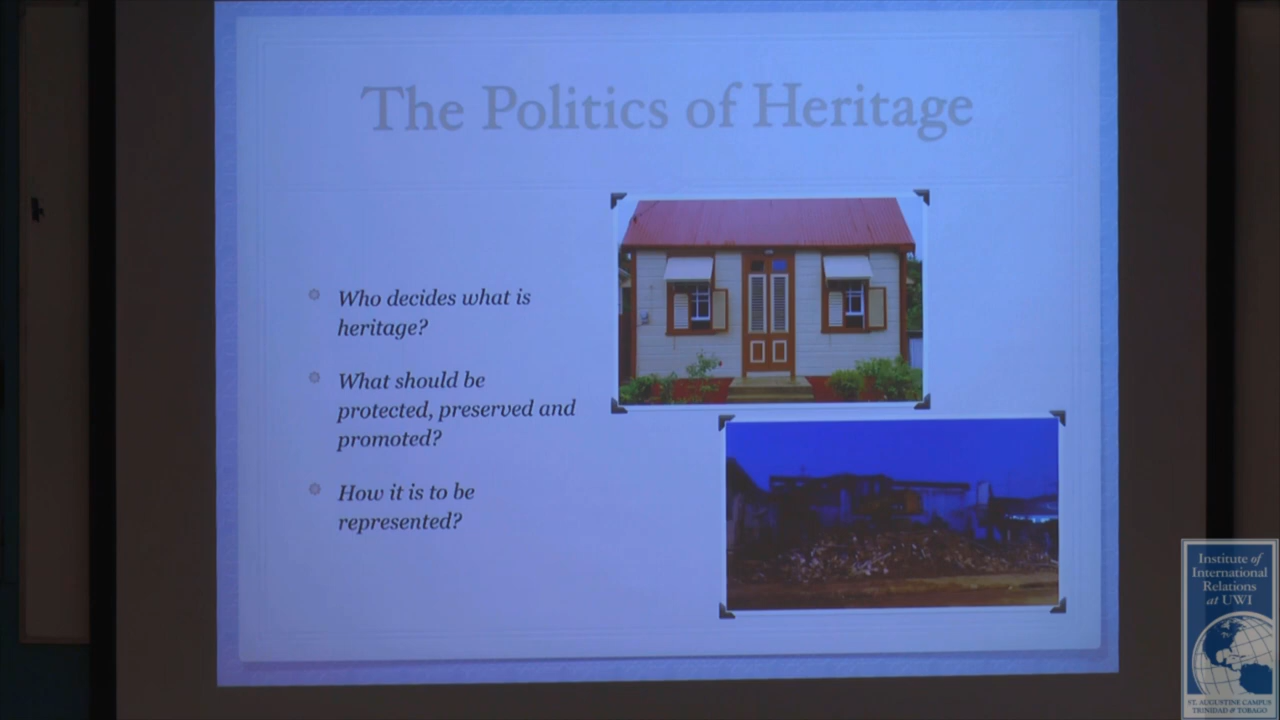 The Politics of Heritage
Who decides what is
heritage?
What should be
protected, preserved and
promoted?
How it is to be
represented?
Institute of
International
Relations
at UWI
ST. AUGUSTINE CAMPUS
TRINIDAD & TOBAGO